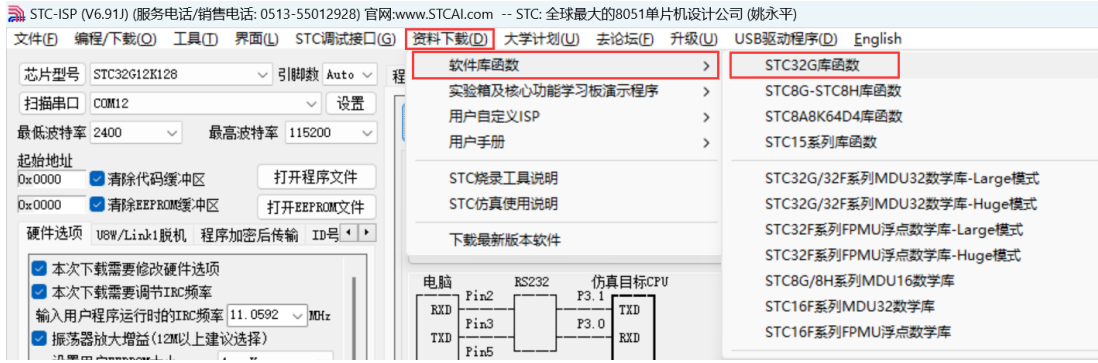 STC-ISP (V6.91J) (服务电话/销售电话: 0513-55012928) 官网:www.STCAI.com -- STC: 全球最大的8051单片机设计公司 (姚永平)
文件(F) 编程/下载(O) 工具(T) 界面(L) STC调试接口(G) 资料下载(D) 大学计划(U) 去论坛(F) 升级(U) USB驱动程序(D) English
芯片型号 STC32G12K128 引脚数 Auto 程
扫描串口 COM12 设置
最低波特率 2400 最高波特率 115200
起始地址
0x0000 清除代码缓冲区 打开程序文件
0x0000 清除EEPROM缓冲区 打开EEPROM文件
硬件选项 U8W/Link1脱机 程序加密后传输 ID号
本次下载需要修改硬件选项
本次下载需要调节IRC频率
输入用户程序运行时的IRC频率 11.0592 MHz
振荡器放大增益(12M以上建议选择)
软件库函数
实验箱及核心功能学习板演示程序
用户自定义ISP
用户手册
STC烧录工具说明
STC仿真使用说明
下载最新版本软件
STC32G库函数
STC8G-STC8H库函数
STC8A8K64D4库函数
STC15系列库函数
STC32G/32F系列MDU32数学库-Large模式
STC32G/32F系列MDU32数学库-Huge模式
STC32F系列FPMU浮点数学库-Large模式
STC32F系列FPMU浮点数学库-Huge模式
STC8G/8H系列MDU16数学库
STC16F系列MDU32数学库
STC16F系列FPMU浮点数学库
电脑 RS232 仿真目标CPU
RXD Pin2 P3.1 TXD
TXD Pin3 P3.0 RXD
Pin5